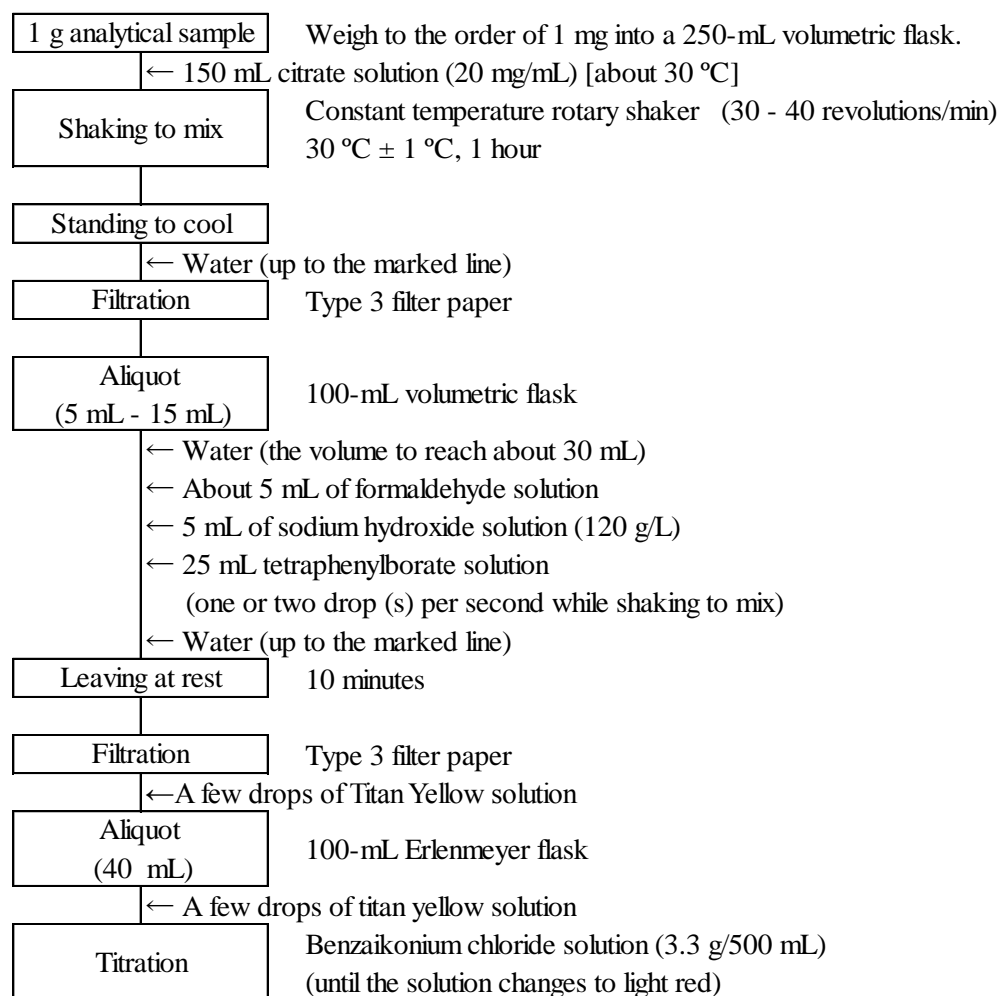 1 g analytical sample Weigh to the order of 1 mg into a 250-mL volumetric flask.
← 150 mL citrate solution (20 mg/mL) [about 30 ºC]
Shaking to mix
Constant temperature rotary shaker (30 - 40 revolutions/min)
30 ºC ± 1 ºC, 1 hour
Standing to cool
← Water (up to the marked line)
Filtration Type 3 filter paper
Aliquot
(5 mL - 15 mL)
100-mL volumetric flask
← Water (the volume to reach about 30 mL)
← About 5 mL of formaldehyde solution
← 5 mL of sodium hydroxide solution (120 g/L)
← 25 mL tetraphenylborate solution
(one or two drop (s) per second while shaking to mix)
← Water (up to the marked line)
Leaving at rest 10 minutes
Filtration Type 3 filter paper
←A few drops of Titan Yellow solution
Aliquot
(40 mL)
100-mL Erlenmeyer flask
← A few drops of titan yellow solution
Titration
Benzaikonium chloride solution (3.3 g/500 mL)
(until the solution changes to light red)